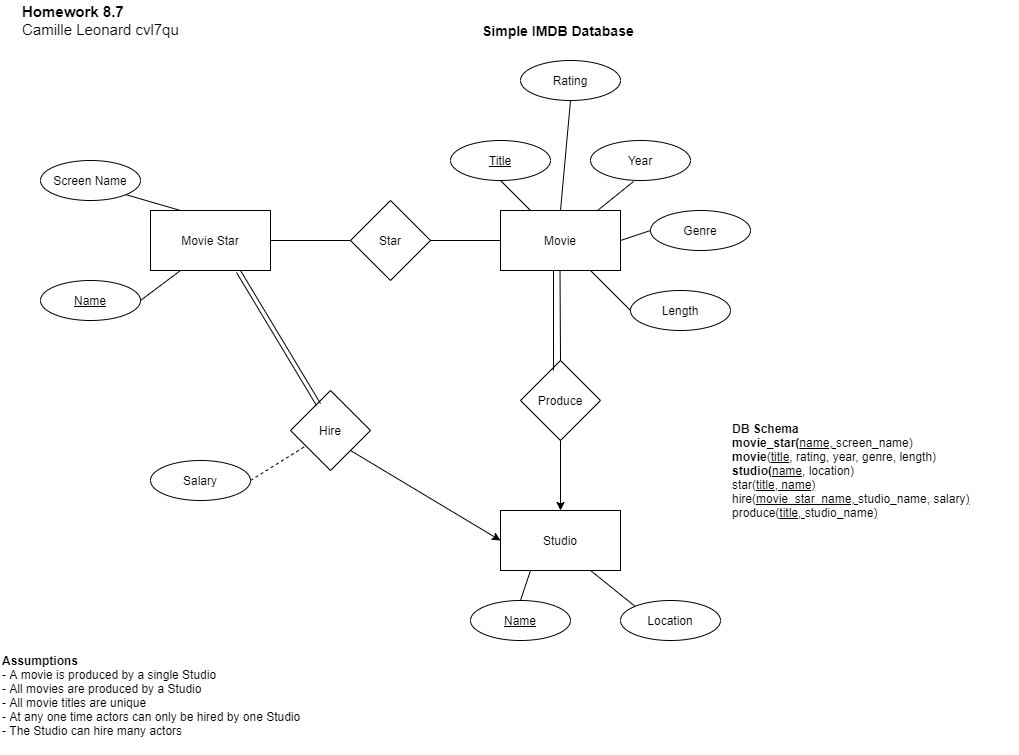 Homework 8.7
Camille Leonard cvl7qu
Simple IMDB Database
Rating
Title
Year
Screen Name
Movie Star
Star
Movie
Genre
Name
Length
Produce
Hire
Salary
DB Schema
movie_star(name, screen_name)
movie(title, rating, year, genre, length)
studio(name, location)
star(title, name)
hire(movie_star_name, studio_name, salary)
produce(title, studio_name)
Studio
Name
Location
Assumptions
- A movie is produced by a single Studio
- All movies are produced by a Studio
- All movie titles are unique
- At any one time actors can only be hired by one Studio
- The Studio can hire many actors